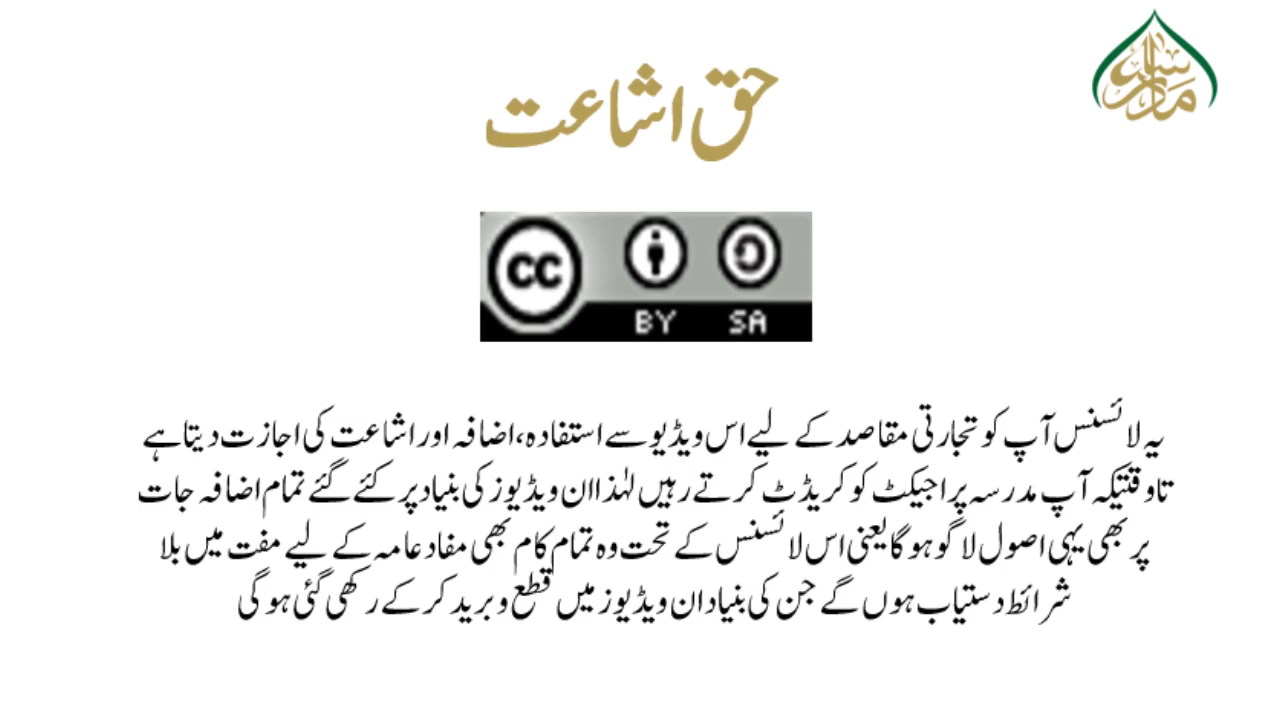 مدرسہ
حق اشاعت
cc
BY SA
یہ لائسنس آپ کو تجارتی مقاصد کے لیے اس ویڈیو سے استفادہ، اضافہ اور اشاعت کی اجازت دیتا ہے
تاوقتیکہ آپ مدرسہ پراجیکٹ کو کریڈٹ کرتے رہیں لہٰذا ان ویڈیوز کی بنیاد پر کئے گئے تمام اضافہ جات
پر بھی یہی اصول لاگو ہوگا یعنی اس لائسنس کے تحت وہ تمام کام بھی مفاد عامہ کے لیے مفت میں بلا
شرائط دستیاب ہوں گے جن کی بنیاد ان ویڈیوز میں قطع و برید کر کے رکھی گئی ہو گی